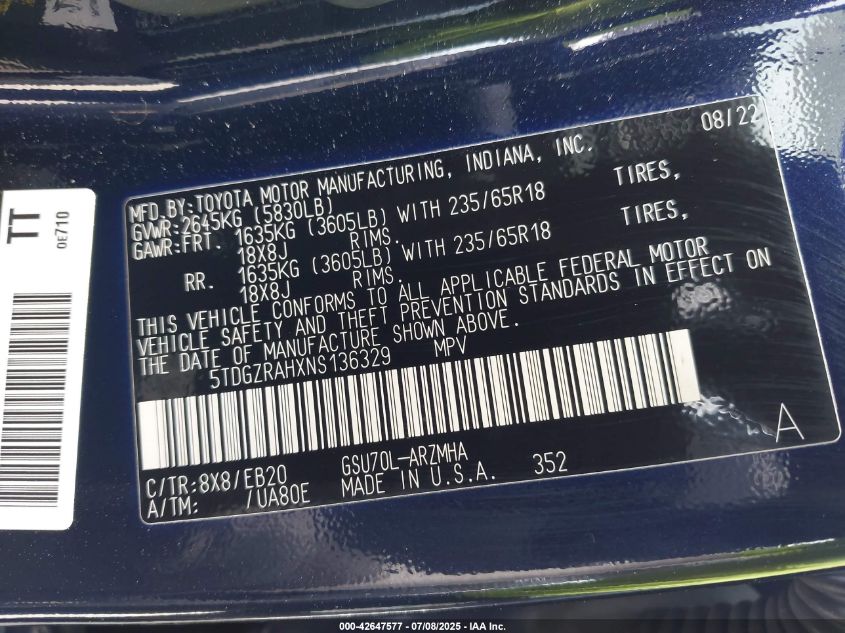 TT
0E710
08/22
MFD.BY:TOYOTA MOTOR MANUFACTURING, INDIANA, INC.
GVWR:2645KG (5830LB)
GAWR:FRT. 1635KG (3605LB) WITH 235/65R18 TIRES,
18X8J RIMS.
RR. 1635KG (3605LB) WITH 235/65R18 TIRES,
18X8J RIMS.
THIS VEHICLE CONFORMS TO ALL APPLICABLE FEDERAL MOTOR
VEHICLE SAFETY AND THEFT PREVENTION STANDARDS IN EFFECT ON
THE DATE OF MANUFACTURE SHOWN ABOVE.
5TDGZRAHXNS136329 MPV
A
C/TR:8X8/EB20 GSU70L-ARZMHA
A/TM: /UA80E MADE IN U.S.A. 352
000-42647577 - 07/08/2025 - IAA Inc.